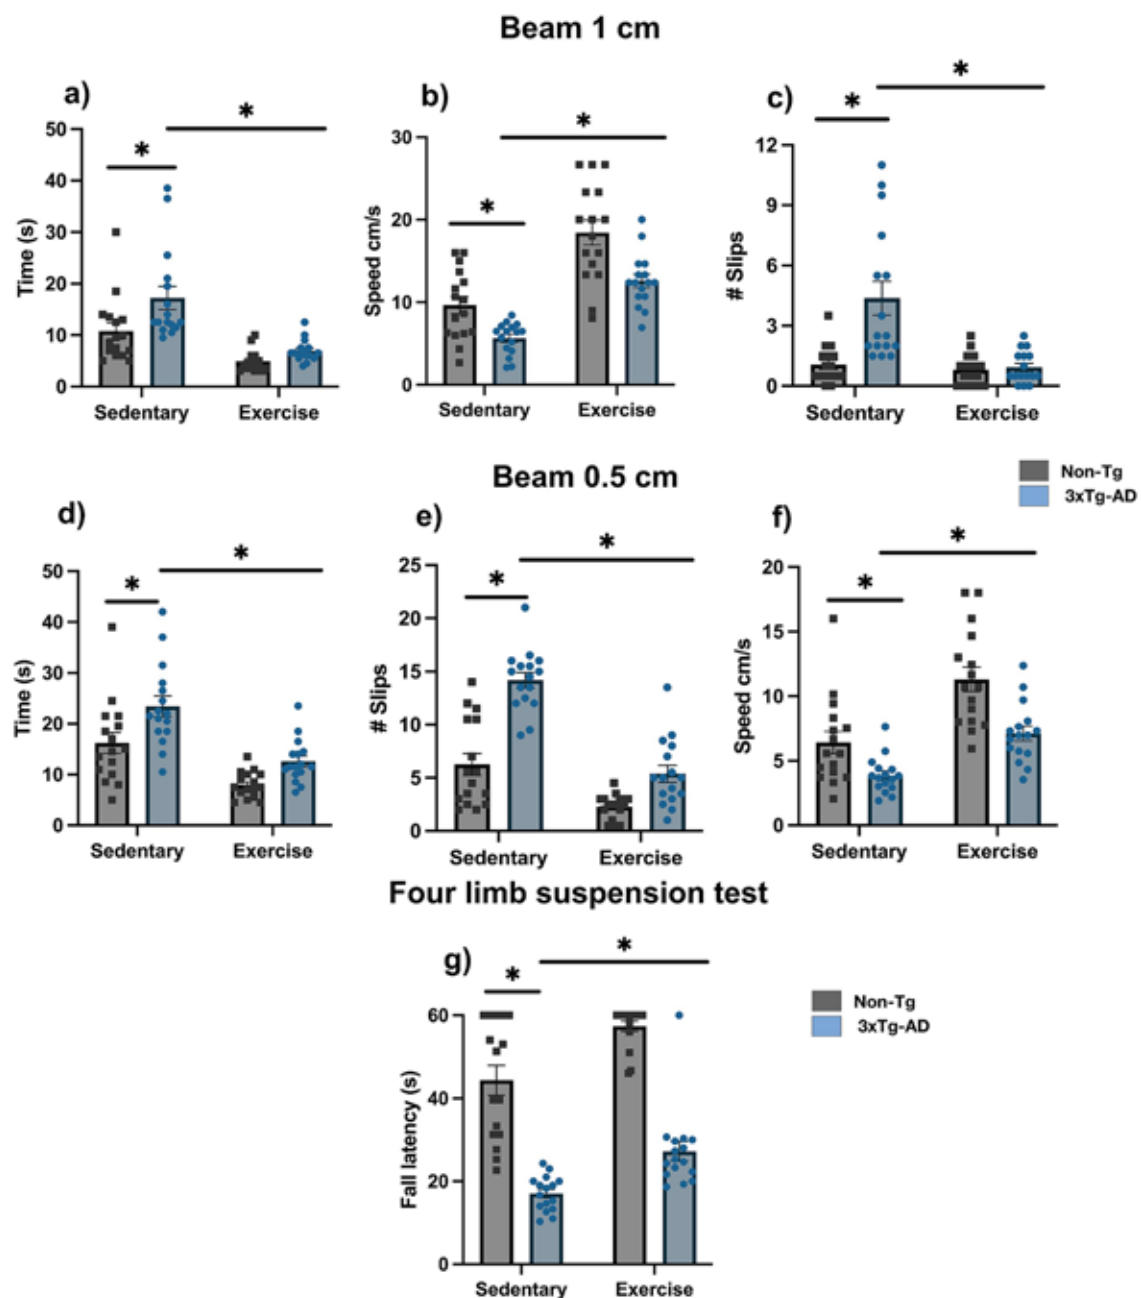 Beam 1 cm
a)
*
*
Time (s)
50
40
30
20
10
0
Sedentary
Exercise
b)
*
*
Speed cm/s
30
20
10
0
Sedentary
Exercise
c)
*
*
# Slips
12
9
6
3
0
Sedentary
Exercise
Non-Tg
3xTg-AD
Beam 0.5 cm
d)
*
*
Time (s)
50
40
30
20
10
0
Sedentary
Exercise
e)
*
*
# Slips
25
20
15
10
5
0
Sedentary
Exercise
f)
*
*
Speed cm/s
20
15
10
5
0
Sedentary
Exercise
Four limb suspension test
g)
*
*
Fall latency (s)
60
40
20
0
Sedentary
Exercise
Non-Tg
3xTg-AD